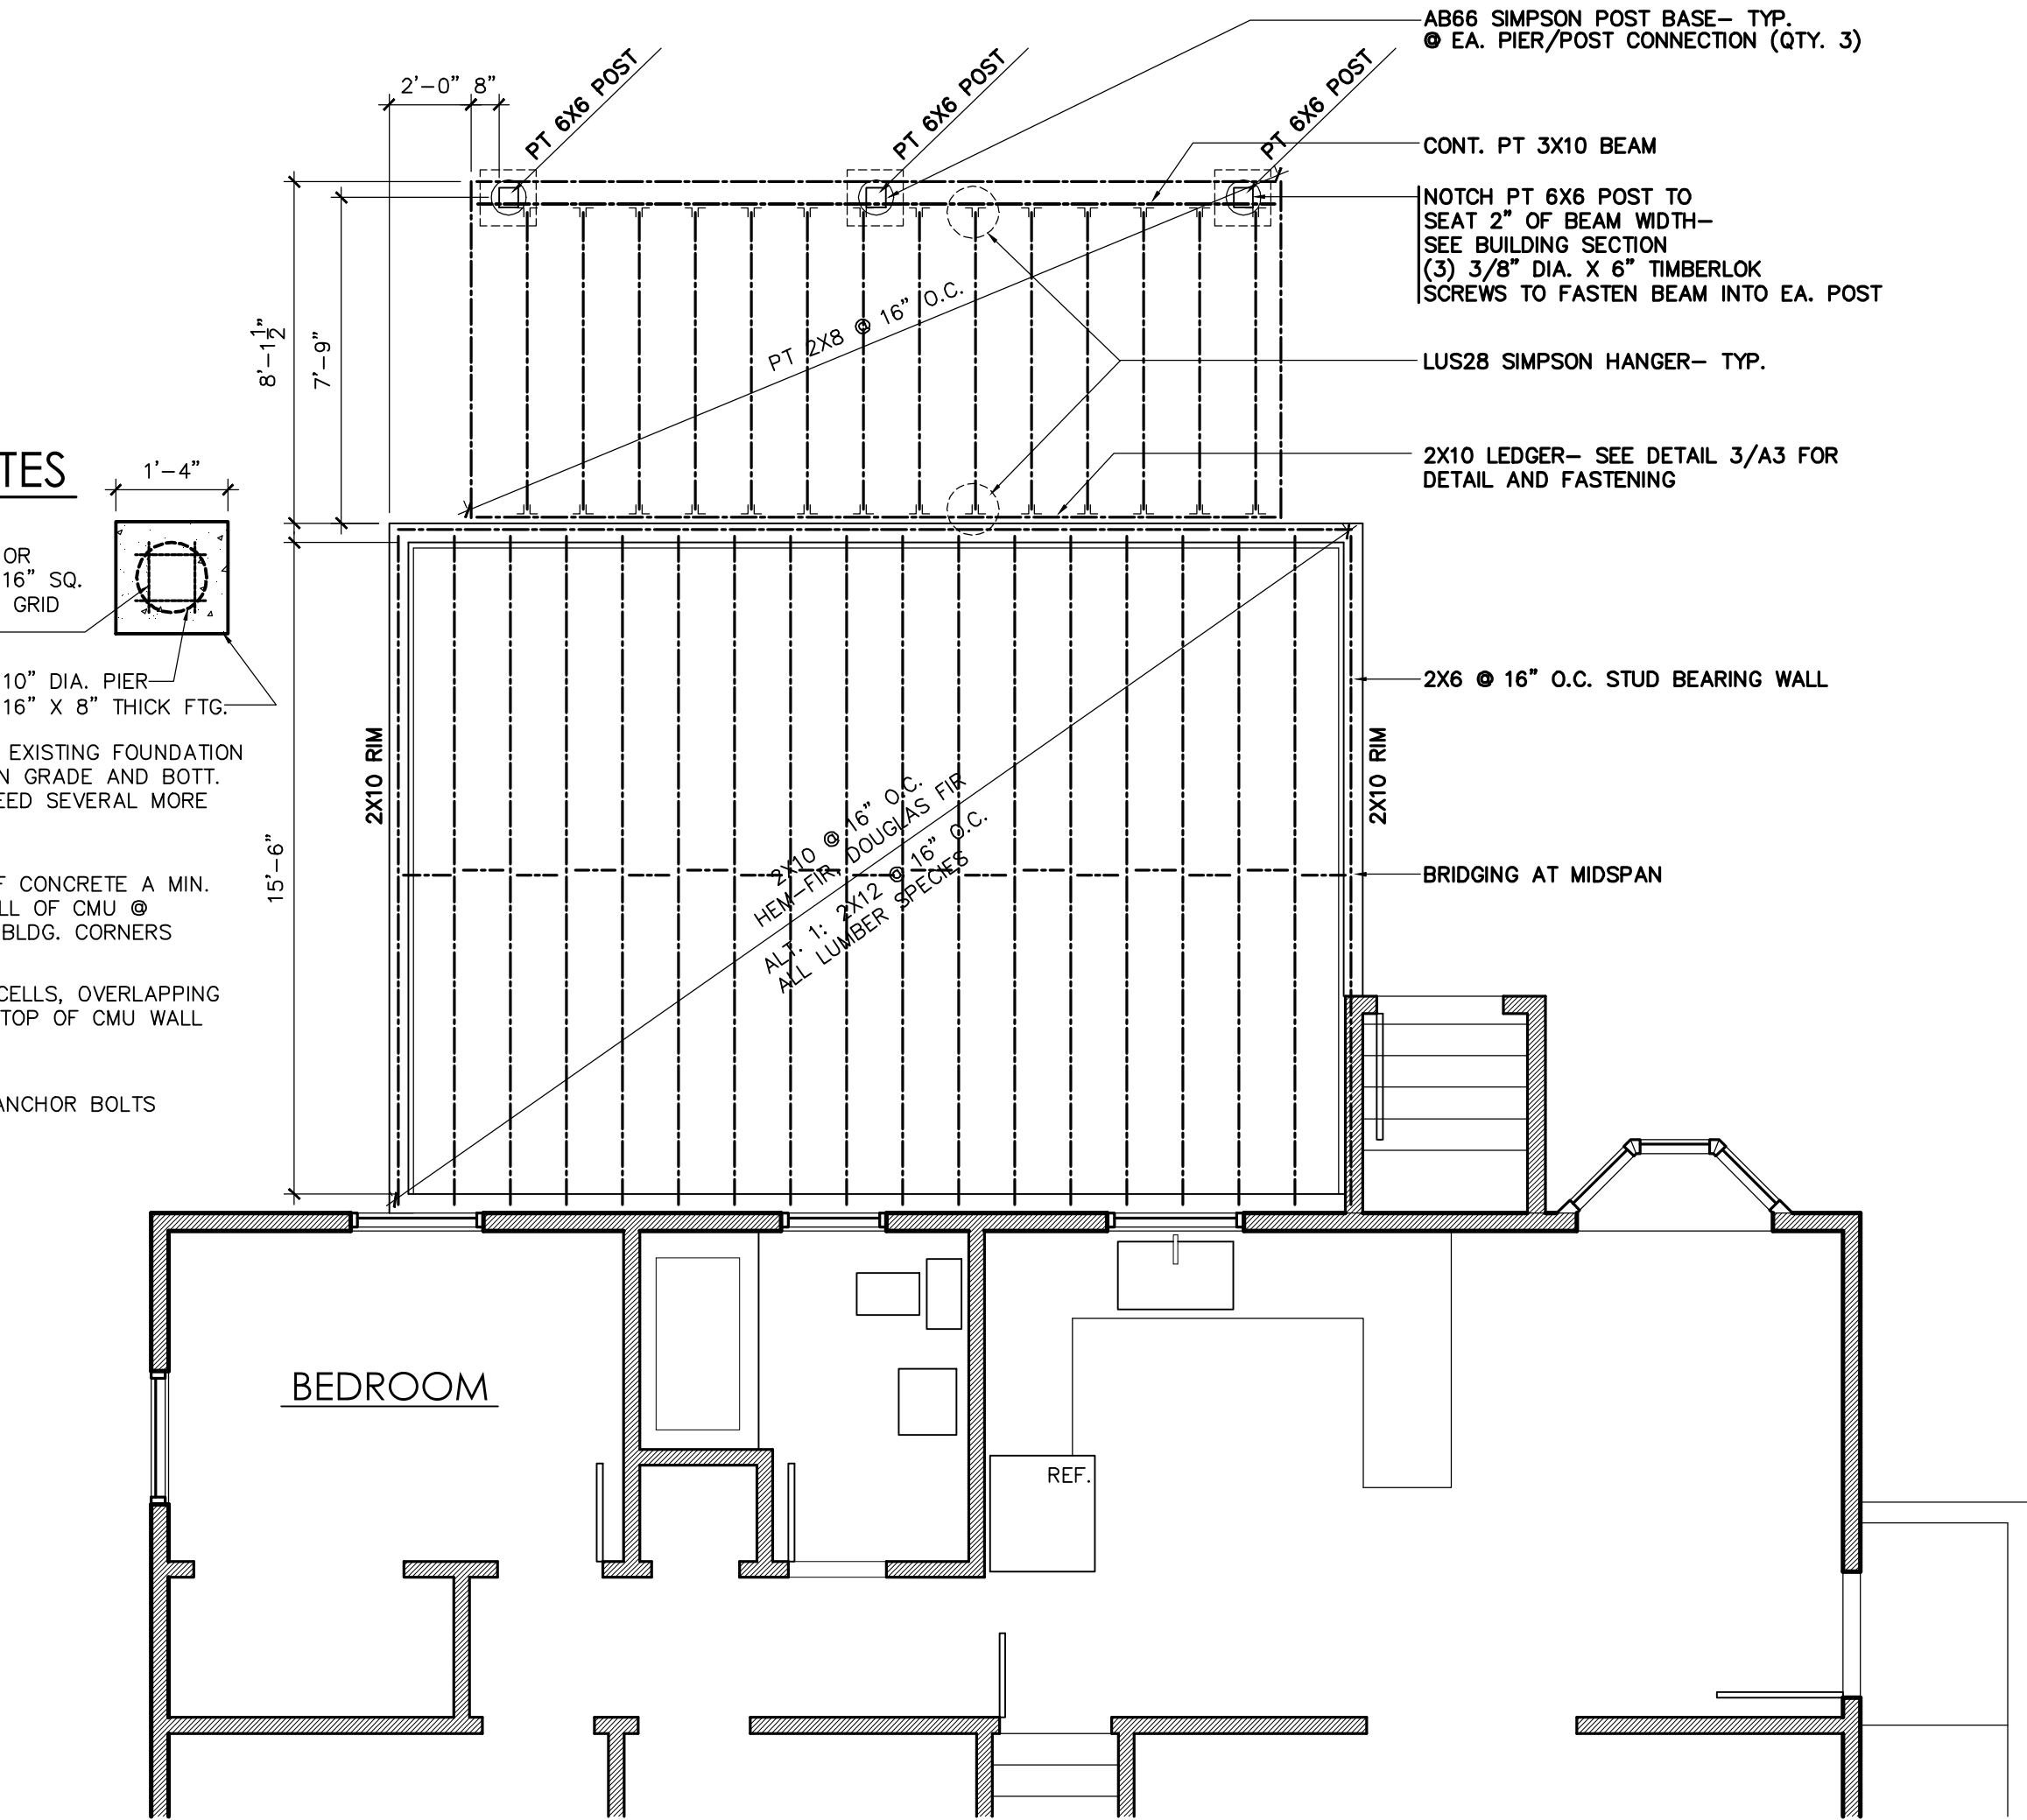 AB66 SIMPSON POST BASE- TYP.
@ EA. PIER/POST CONNECTION (QTY. 3)
2'-0" 8"
PT 6X6 POST
PT 6X6 POST
PT 6X6 POST
CONT. PT 3X10 BEAM
NOTCH PT 6X6 POST TO
SEAT 2" OF BEAM WIDTH-
SEE BUILDING SECTION
(3) 3/8" DIA. X 6" TIMBERLOK
SCREWS TO FASTEN BEAM INTO EA. POST
8'-1 1/2"
7'-9"
PT 2X8 @ 16" O.C.
LUS28 SIMPSON HANGER- TYP.
2X10 LEDGER- SEE DETAIL 3/A3 FOR
DETAIL AND FASTENING
TES
1'-4"
OR
16" SQ.
GRID
10" DIA. PIER
16" X 8" THICK FTG.
EXISTING FOUNDATION
N GRADE AND BOTT.
EED SEVERAL MORE
F CONCRETE A MIN.
LL OF CMU @
BLDG. CORNERS
CELLS, OVERLAPPING
TOP OF CMU WALL
ANCHOR BOLTS
15'-6"
2X10 RIM
2X10 @ 16" O.C.
HEM-FIR, DOUGLAS FIR
ALT. 1: 2X12 @ 16" O.C.
ALL LUMBER SPECIES
2X10 RIM
2X6 @ 16" O.C. STUD BEARING WALL
BRIDGING AT MIDSPAN
BEDROOM
REF.